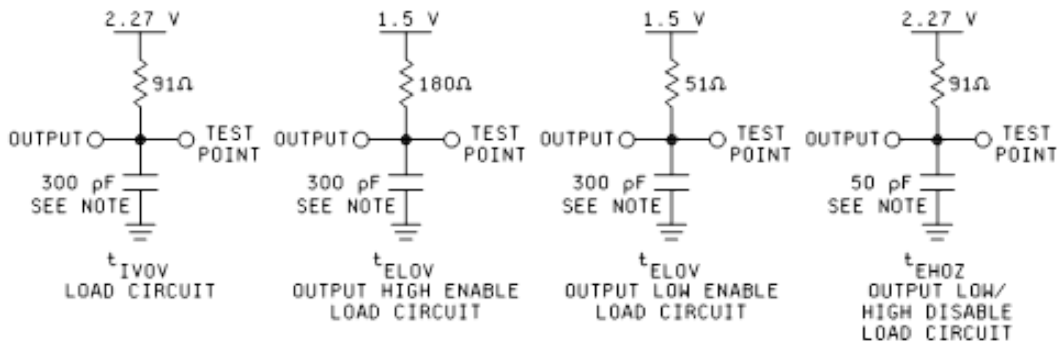 2.27 V
91Ω
OUTPUT
TEST
POINT
300 pF
SEE NOTE
tIVOV
LOAD CIRCUIT
1.5 V
180Ω
OUTPUT
TEST
POINT
300 pF
SEE NOTE
tELOV
OUTPUT HIGH ENABLE
LOAD CIRCUIT
1.5 V
51Ω
OUTPUT
TEST
POINT
300 pF
SEE NOTE
tELOV
OUTPUT LOW ENABLE
LOAD CIRCUIT
2.27 V
91Ω
OUTPUT
TEST
POINT
50 pF
SEE NOTE
tEHOZ
OUTPUT LOW/
HIGH DISABLE
LOAD CIRCUIT